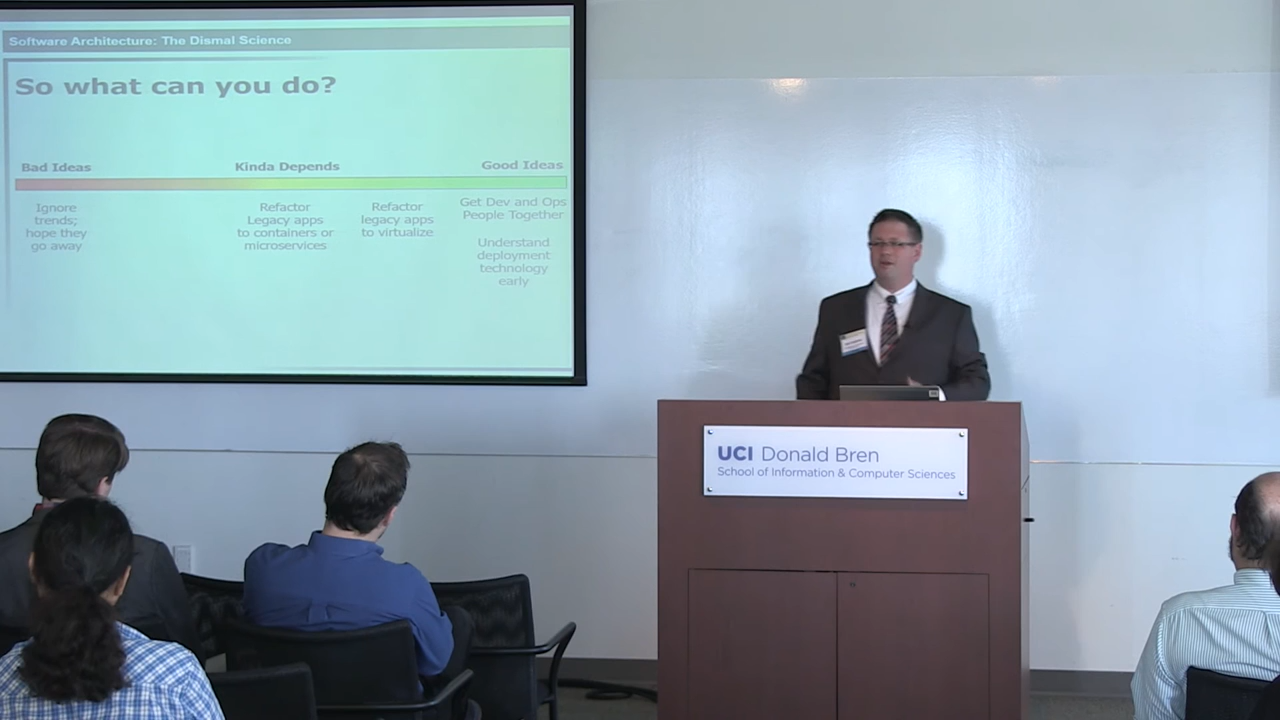 Software Architecture: The Dismal Science
So what can you do?
Bad Ideas
Kinda Depends
Good Ideas
Ignore
trends;
hope they
go away
Refactor
Legacy apps
to containers or
microservices
Refactor
legacy apps
to virtualize
Get Dev and Ops
People Together
Understand
deployment
technology
early
UCI Donald Bren
School of Information & Computer Sciences